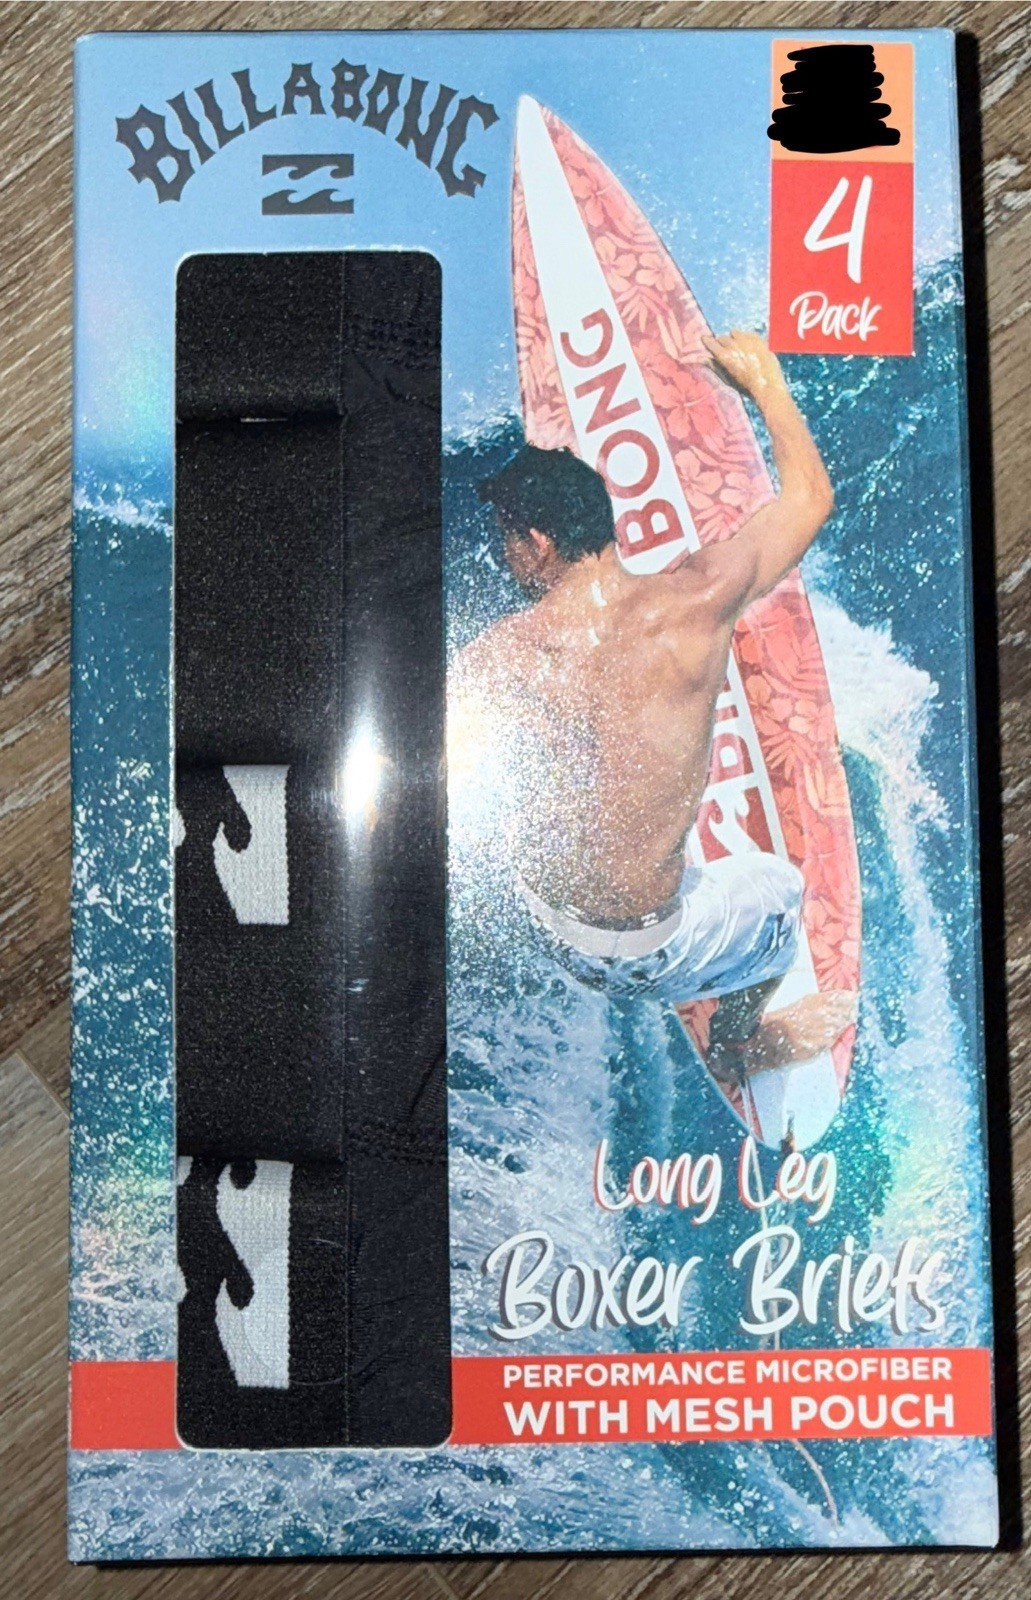 BILLABONG
4
Pack
BONG
Long Leg
Boxer Briefs
PERFORMANCE MICROFIBER
WITH MESH POUCH